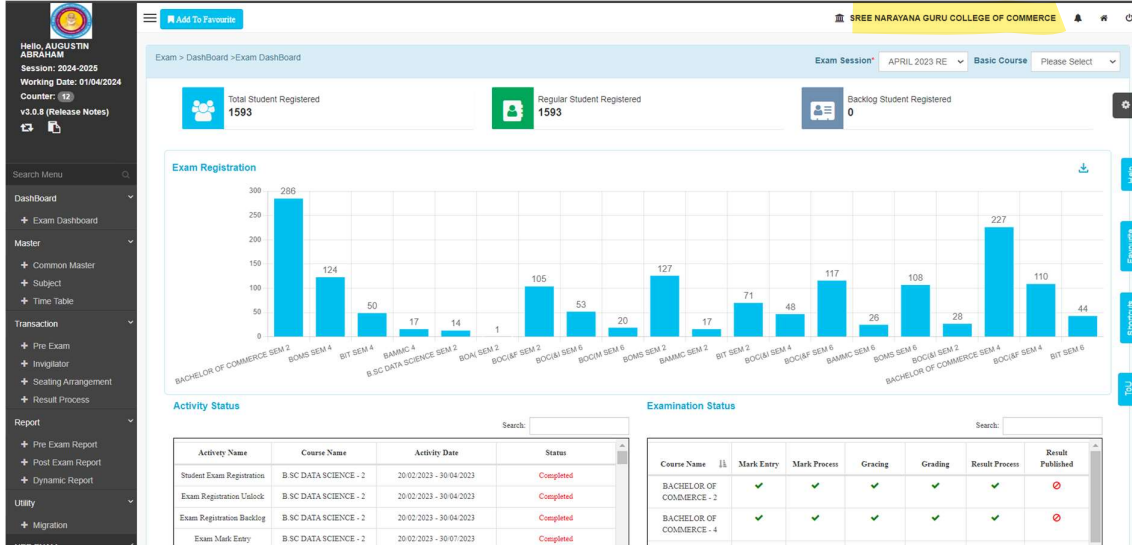 Add To Favourite
SREE NARAYANA GURU COLLEGE OF COMMERCE
Hello, AUGUSTIN
ABRAHAM
Session: 2024-2025
Working Date: 01/04/2024
Counter: 12
v3.0.8 (Release Notes)
Search Menu
DashBoard
Exam Dashboard
Master
Common Master
Subject
Time Table
Transaction
Pre Exam
Invigilator
Seating Arrangement
Result Process
Report
Pre Exam Report
Post Exam Report
Dynamic Report
Utility
Migration
Exam > DashBoard >Exam DashBoard
Exam Session* APRIL 2023 RE Basic Course Please Select
Total Student Registered
1593
Regular Student Registered
1593
Backlog Student Registered
0
Exam Registration
300
250
200
150
100
50
0
286 124 50 17 14 1 105 53 20 127 17 71 48 117 26 108 28 227 110 44
BACHELOR OF COMMERCE SEM 2
BOMS SEM 4
BIT SEM 4
BAMMC 4
B.SC DATA SCIENCE SEM 2
BOA( SEM 2
BOC(&F SEM 2
BOC(&I SEM 6
BOC(M SEM 6
BOMS SEM 2
BAMMC SEM 2
BIT SEM 2
BOC(&I SEM 4
BOC(&F SEM 6
BAMMC SEM 6
BOMS SEM 6
BOC(&I SEM 2
BACHELOR OF COMMERCE SEM 4
BOC(&F SEM 4
BIT SEM 6
Activity Status
Search:
Activety Name Course Name Activity Date Status
Student Exam Registration B.SC DATA SCIENCE - 2 20/02/2023 - 30/04/2023 Completed
Exam Registration Unlock B.SC DATA SCIENCE - 2 20/02/2023 - 30/04/2023 Completed
Exam Registration Backlog B.SC DATA SCIENCE - 2 20/02/2023 - 30/04/2023 Completed
Exam Mark Entry B.SC DATA SCIENCE - 2 20/02/2023 - 30/07/2023 Completed
Examination Status
Search:
Course Name Mark Entry Mark Process Gracing Grading Result Process Result
Published
BACHELOR OF
COMMERCE - 2
BACHELOR OF
COMMERCE - 4
Main
Favourite
Shortcuts
ToU